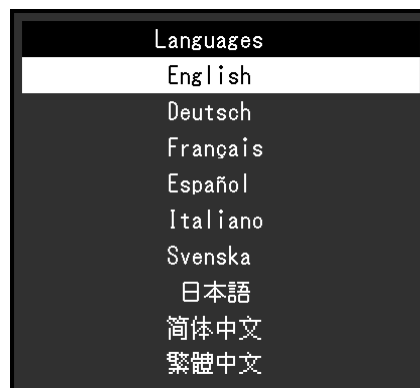 Languages
English
Deutsch
Français
Español
Italiano
Svenska
日本語
简体中文
繁體中文